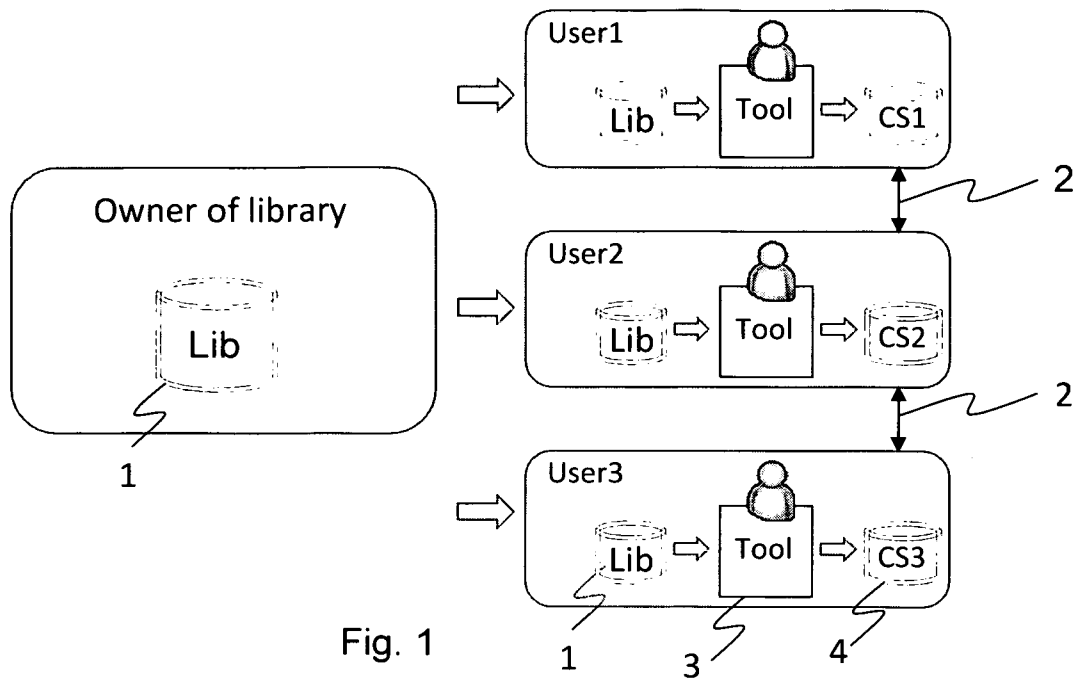 User1
Lib
Tool
CS1
2
Owner of library
Lib
1
User2
Lib
Tool
CS2
2
User3
Lib
Tool
CS3
1
3
4
Fig. 1